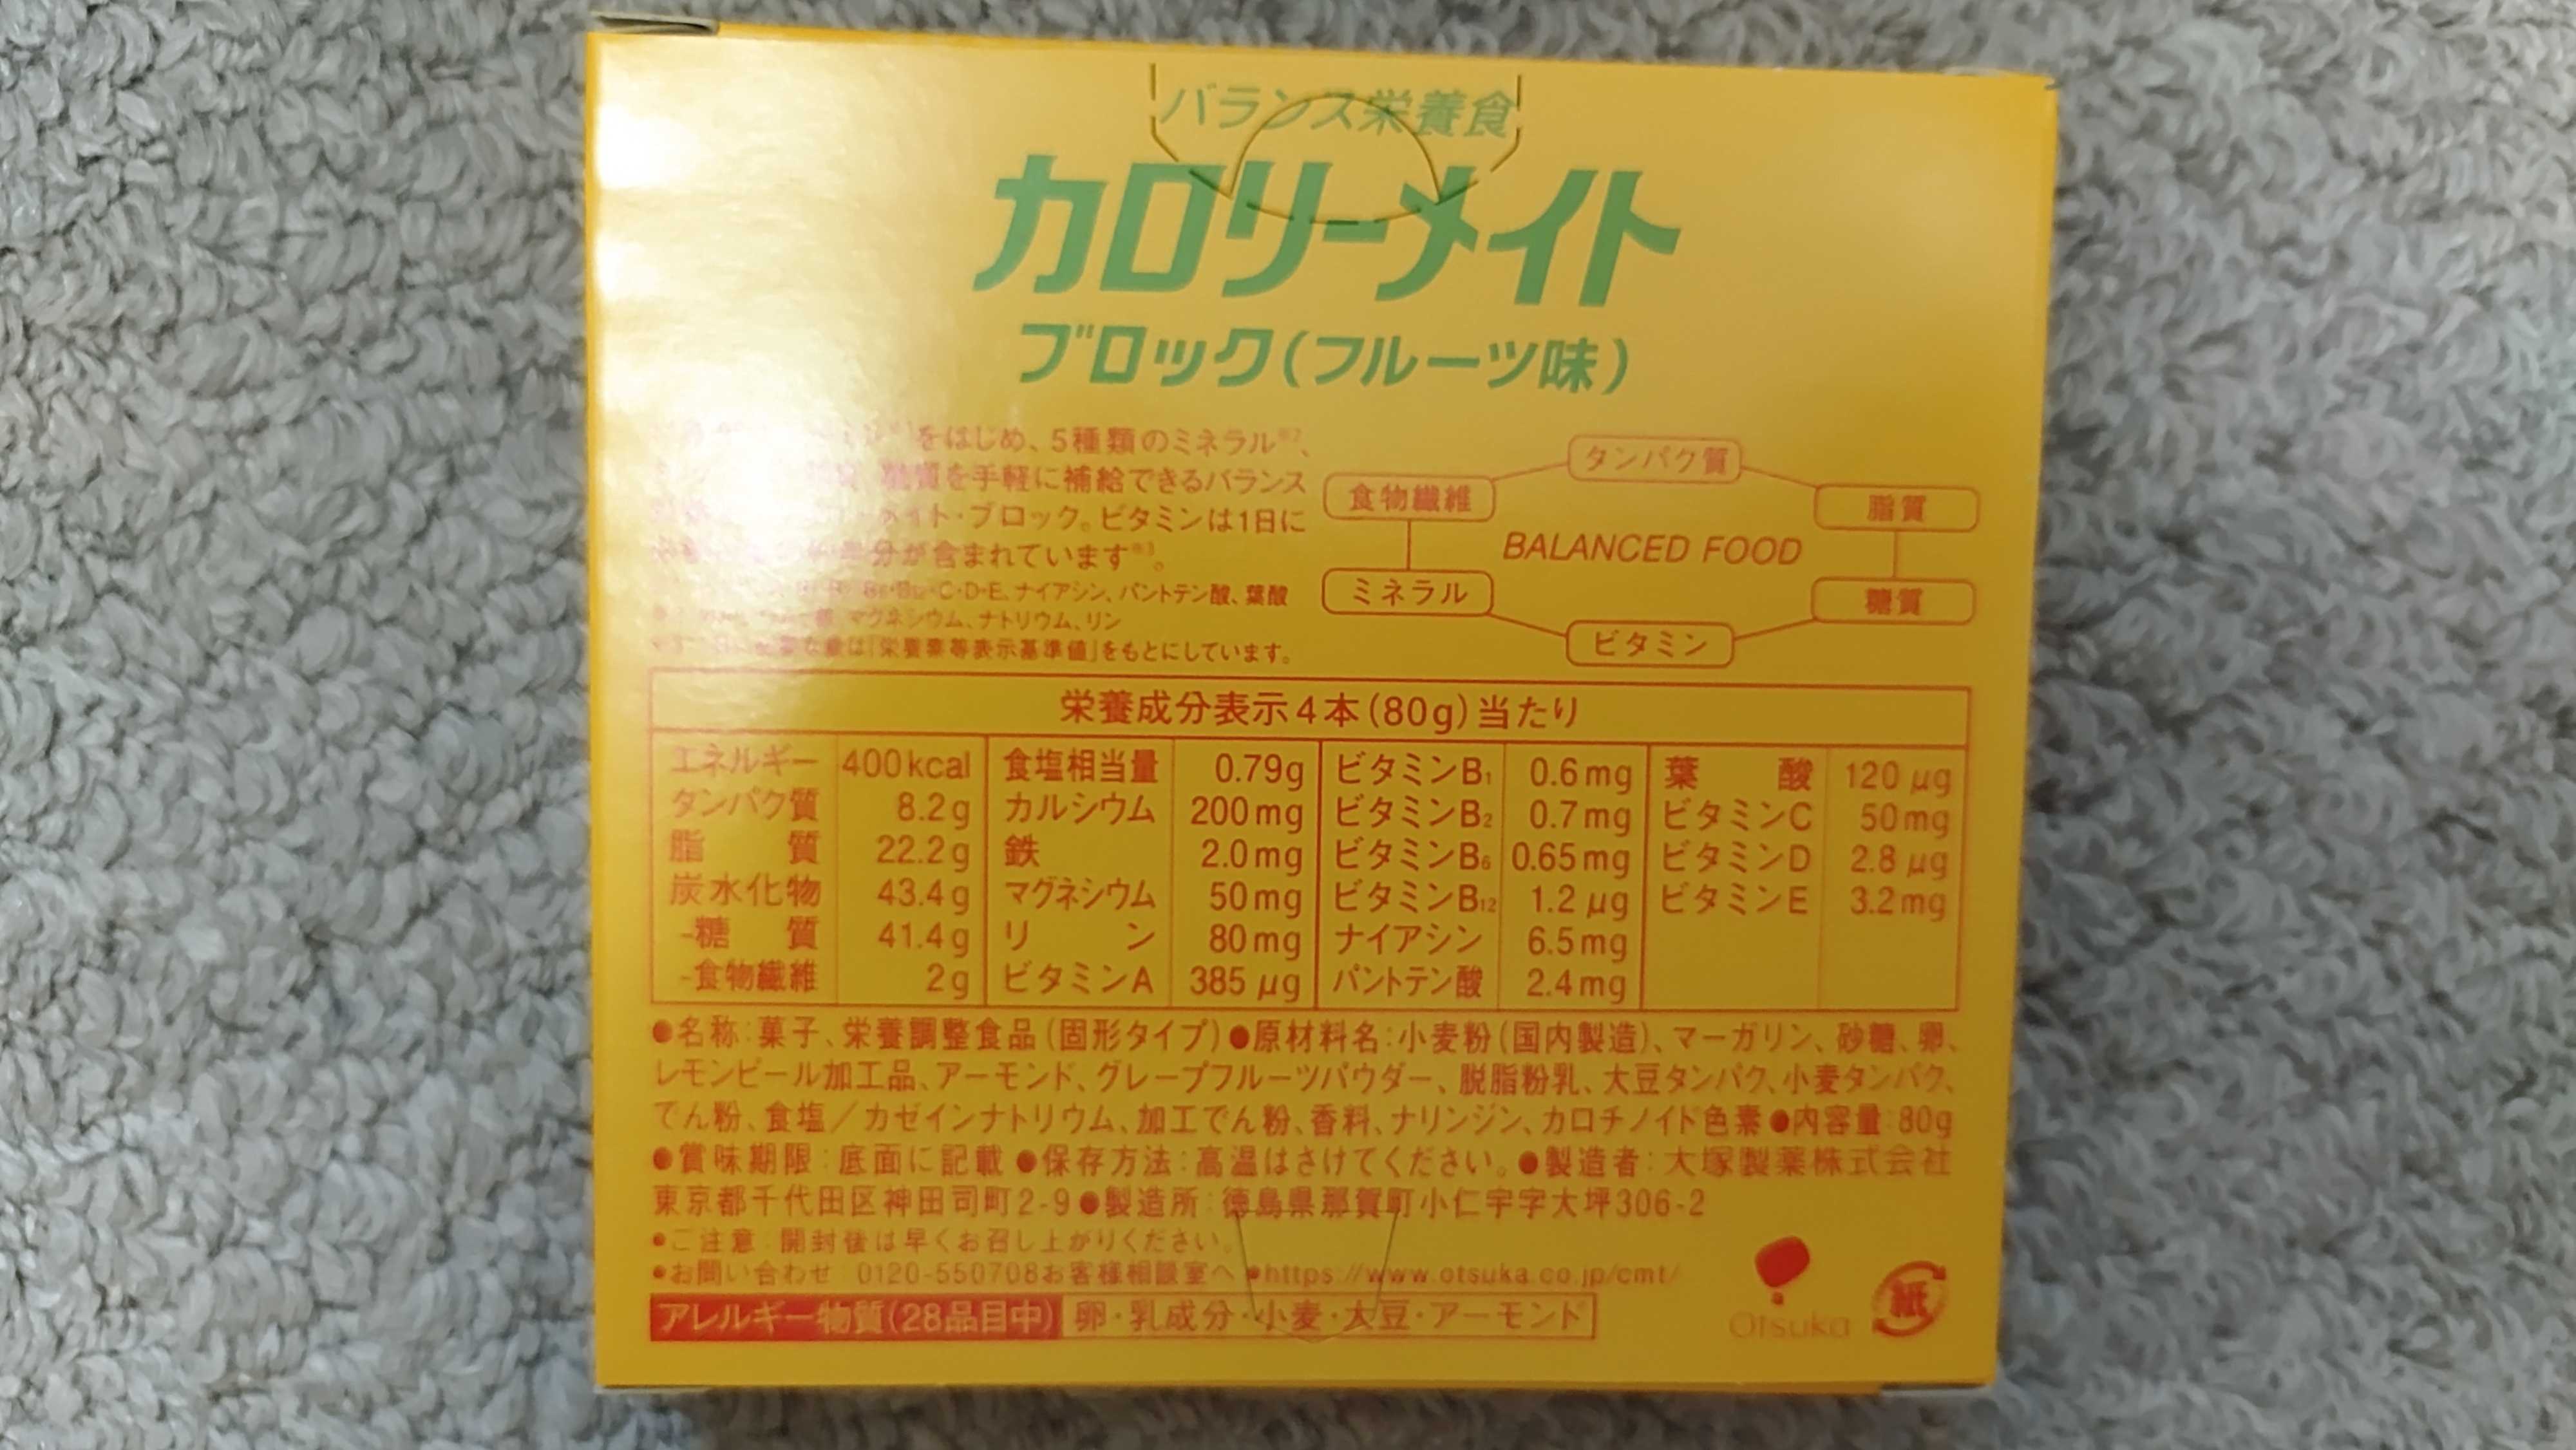 バランス栄養食
カロリーメイト
ブロック(フルーツ味)
をはじめ、5種類のミネラル※2、
質を手軽に補給できるバランス
メイト・ブロック。ビタミンは1日に
分が含まれています※3。
B6・B12・C・D・E、ナイアシン、パントテン酸、葉酸
マグネシウム、ナトリウム、リン
必要な量は「栄養素等表示基準値」をもとにしています。
タンパク質
食物繊維
脂質
BALANCED FOOD
ミネラル
糖質
ビタミン
栄養成分表示4本(80g)当たり
エネルギー 400kcal 食塩相当量 0.79g ビタミンB1 0.6mg 葉酸 120μg
タンパク質 8.2g カルシウム 200mg ビタミンB2 0.7mg ビタミンC 50mg
脂質 22.2g 鉄 2.0mg ビタミンB6 0.65mg ビタミンD 2.8μg
炭水化物 43.4g マグネシウム 50mg ビタミンB12 1.2μg ビタミンE 3.2mg
-糖質 41.4g リン 80mg ナイアシン 6.5mg
-食物繊維 2g ビタミンA 385μg パントテン酸 2.4mg
●名称:菓子、栄養調整食品(固形タイプ)●原材料名:小麦粉(国内製造)、マーガリン、砂糖、卵、
レモンピール加工品、アーモンド、グレープフルーツパウダー、脱脂粉乳、大豆タンパク、小麦タンパク、
でん粉、食塩/カゼインナトリウム、加工でん粉、香料、ナリンジン、カロチノイド色素●内容量:80g
●賞味期限:底面に記載●保存方法:高温はさけてください。●製造者:大塚製薬株式会社
東京都千代田区神田司町2-9●製造所:徳島県那賀町小仁宇字大坪306-2
●ご注意:開封後は早くお召し上がりください。
●お問い合わせ 0120-550708お客様相談室へ ●https://www.otsuka.co.jp/cmt/
アレルギー物質(28品目中) 卵・乳成分・小麦・大豆・アーモンド
Otsuka
紙